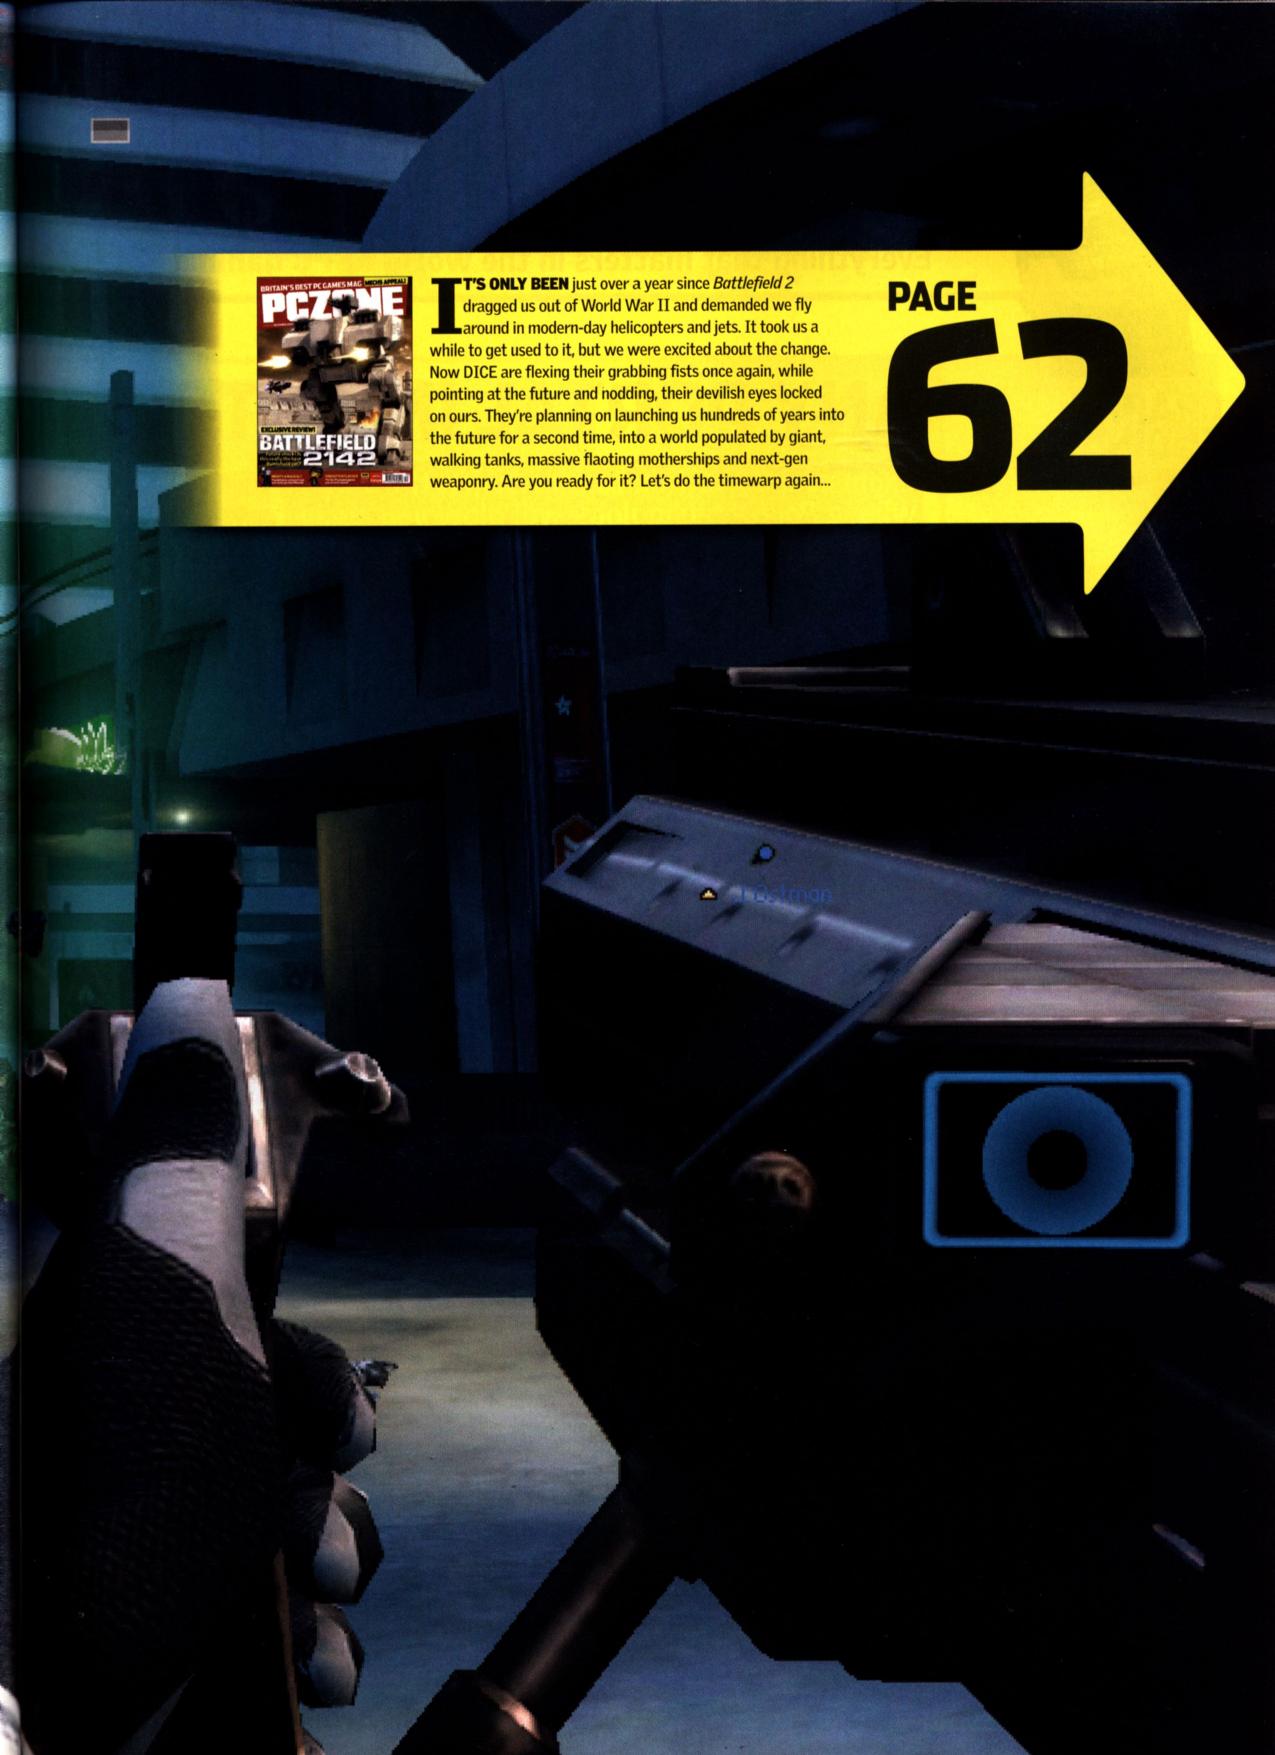 BRITAIN'S BEST PC GAMES MAG
MECHS APPEAL!
PCZONE
EXCLUSIVE REVIEW!
BATTLEFIELD
2142
IT'S ONLY BEEN just over a year since Battlefield 2
dragged us out of World War II and demanded we fly
around in modern-day helicopters and jets. It took us a
while to get used to it, but we were excited about the change.
Now DICE are flexing their grabbing fists once again, while
pointing at the future and nodding, their devilish eyes locked
on ours. They're planning on launching us hundreds of years into
the future for a second time, into a world populated by giant,
walking tanks, massive flaoting motherships and next-gen
weaponry. Are you ready for it? Let's do the timewarp again...
PAGE
62